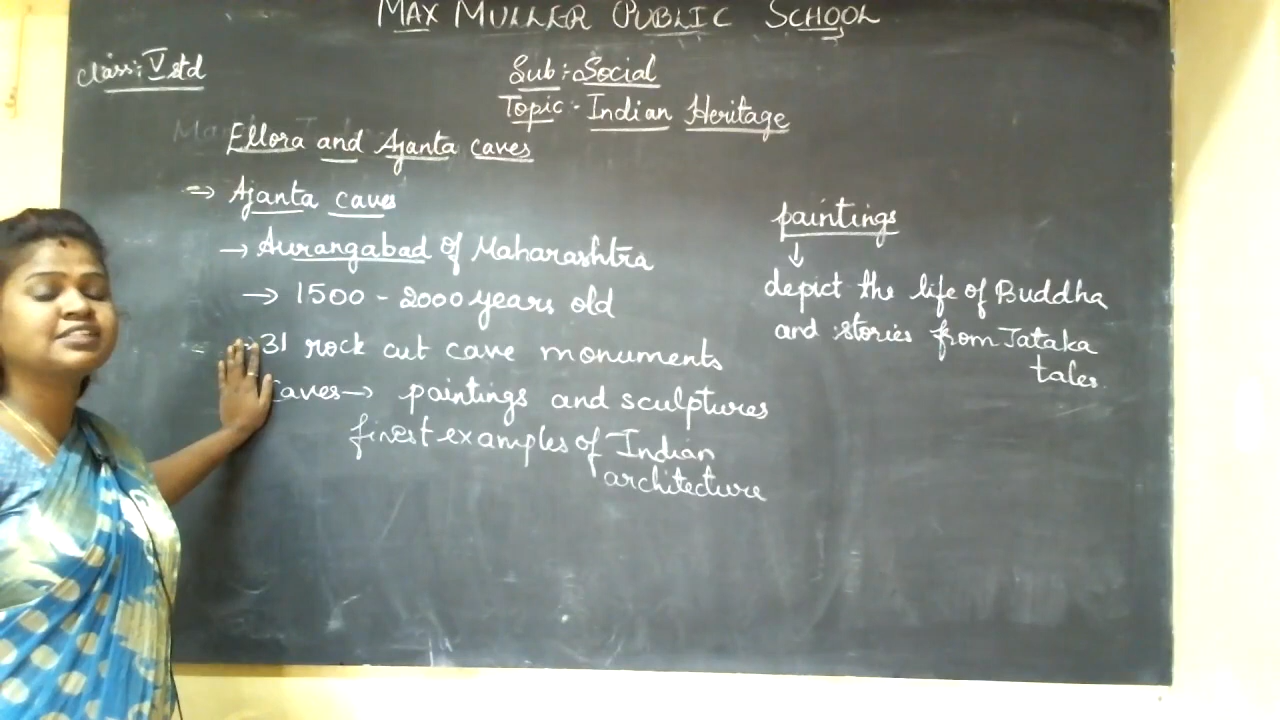 MAX MULLER PUBLIC SCHOOL
Class: V std
Sub:- Social
Topic:- Indian Heritage
Ellora and Ajanta caves
⇒ Ajanta caves
→ Aurangabad of Maharashtra
→ 1500 - 2000 years old
→ 31 rock cut cave monuments
Caves → paintings and sculptures
finest examples of Indian
architecture
paintings
↓
depict the life of Buddha
and stories from Jataka
tales.